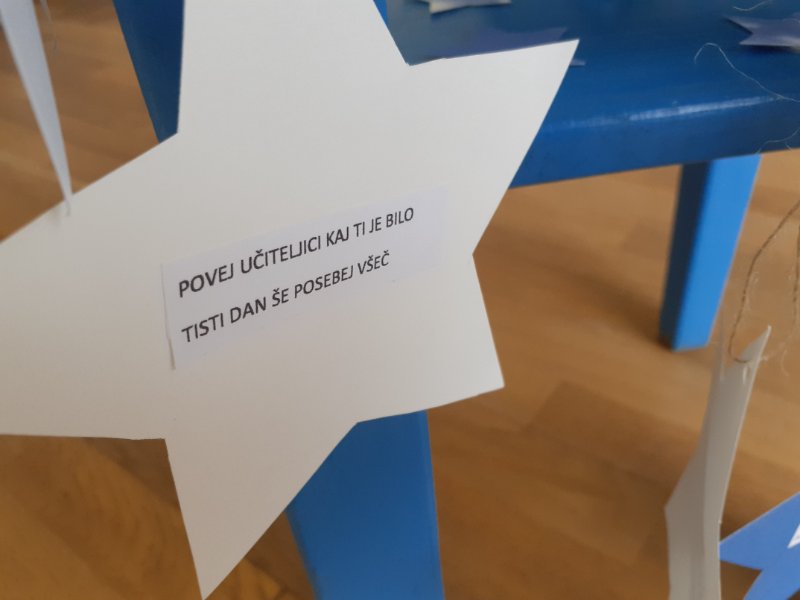 POVEJ UČITELJICI KAJ TI JE BILO
TISTI DAN ŠE POSEBEJ VŠEČ